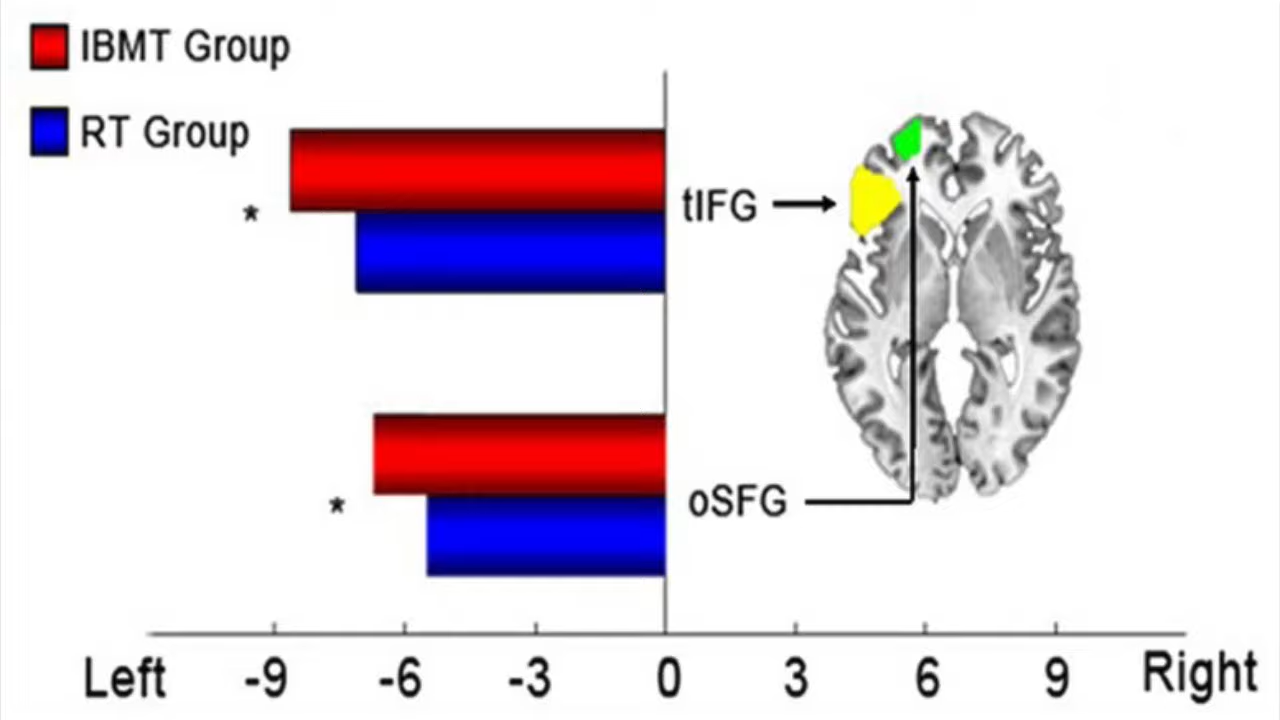 IBMT Group
RT Group
*
tIFG
*
oSFG
Left -9 -6 -3 0 3 6 9 Right